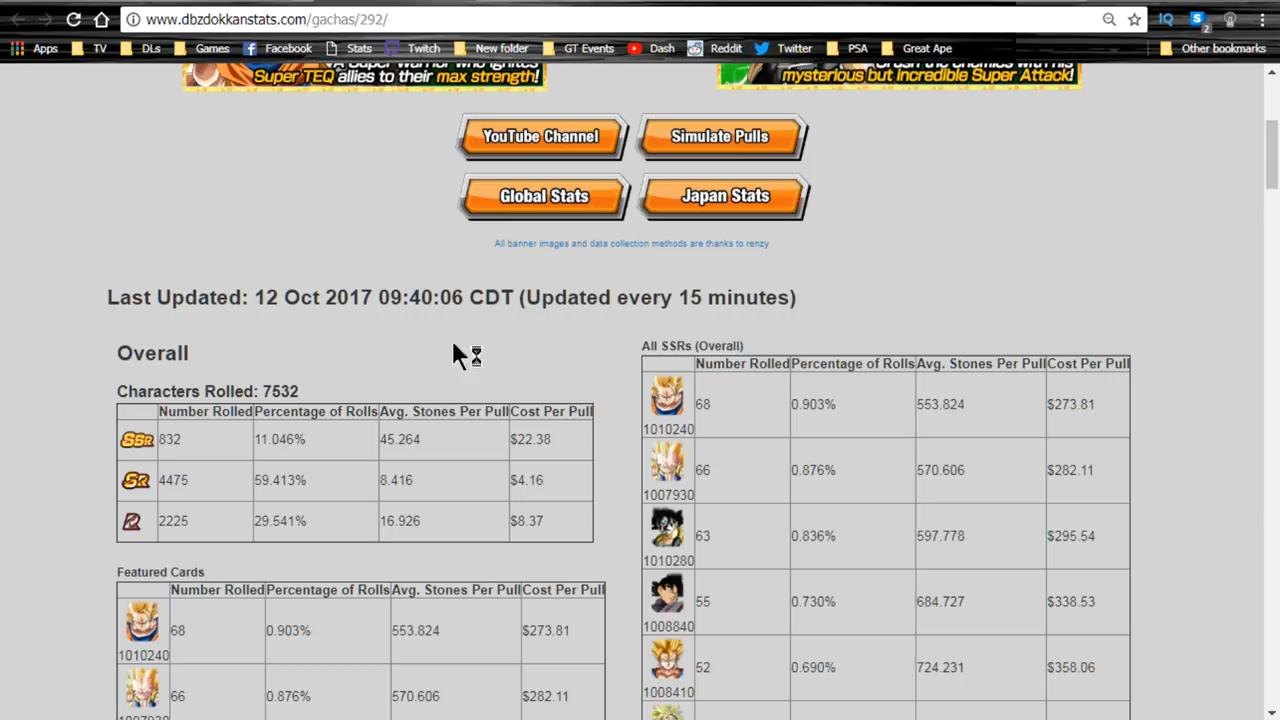 www.dbzdokkanstats.com/gachas/292/
IQ
S
2
Apps TV DLs Games Facebook Stats Twitch New folder GT Events Dash Reddit Twitter PSA Great Ape Other bookmarks
Super TEQ allies to their max strength!
mysterious but incredible Super Attack!
YouTube Channel Simulate Pulls
Global Stats Japan Stats
All banner images and data collection methods are thanks to renzy
Last Updated: 12 Oct 2017 09:40:06 CDT (Updated every 15 minutes)
Overall
Characters Rolled: 7532
Number Rolled Percentage of Rolls Avg. Stones Per Pull Cost Per Pull
SSR 832 11.046% 45.264 $22.38
SR 4475 59.413% 8.416 $4.16
R 2225 29.541% 16.926 $8.37
Featured Cards
Number Rolled Percentage of Rolls Avg. Stones Per Pull Cost Per Pull
68 0.903% 553.824 $273.81
1010240
66 0.876% 570.606 $282.11
1007930
All SSRs (Overall)
Number Rolled Percentage of Rolls Avg. Stones Per Pull Cost Per Pull
68 0.903% 553.824 $273.81
1010240
66 0.876% 570.606 $282.11
1007930
63 0.836% 597.778 $295.54
1010280
55 0.730% 684.727 $338.53
1008840
52 0.690% 724.231 $358.06
1008410